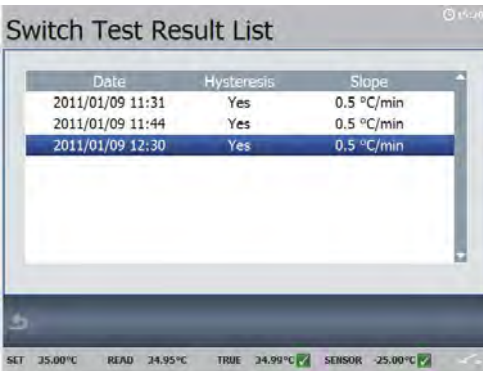 Switch Test Result List
Date Hysteresis Slope
2011/01/09 11:31 Yes 0.5 °C/min
2011/01/09 11:44 Yes 0.5 °C/min
2011/01/09 12:30 Yes 0.5 °C/min
SET 35.00°C READ 34.95°C TRUE 34.99°C SENSOR -25.00°C